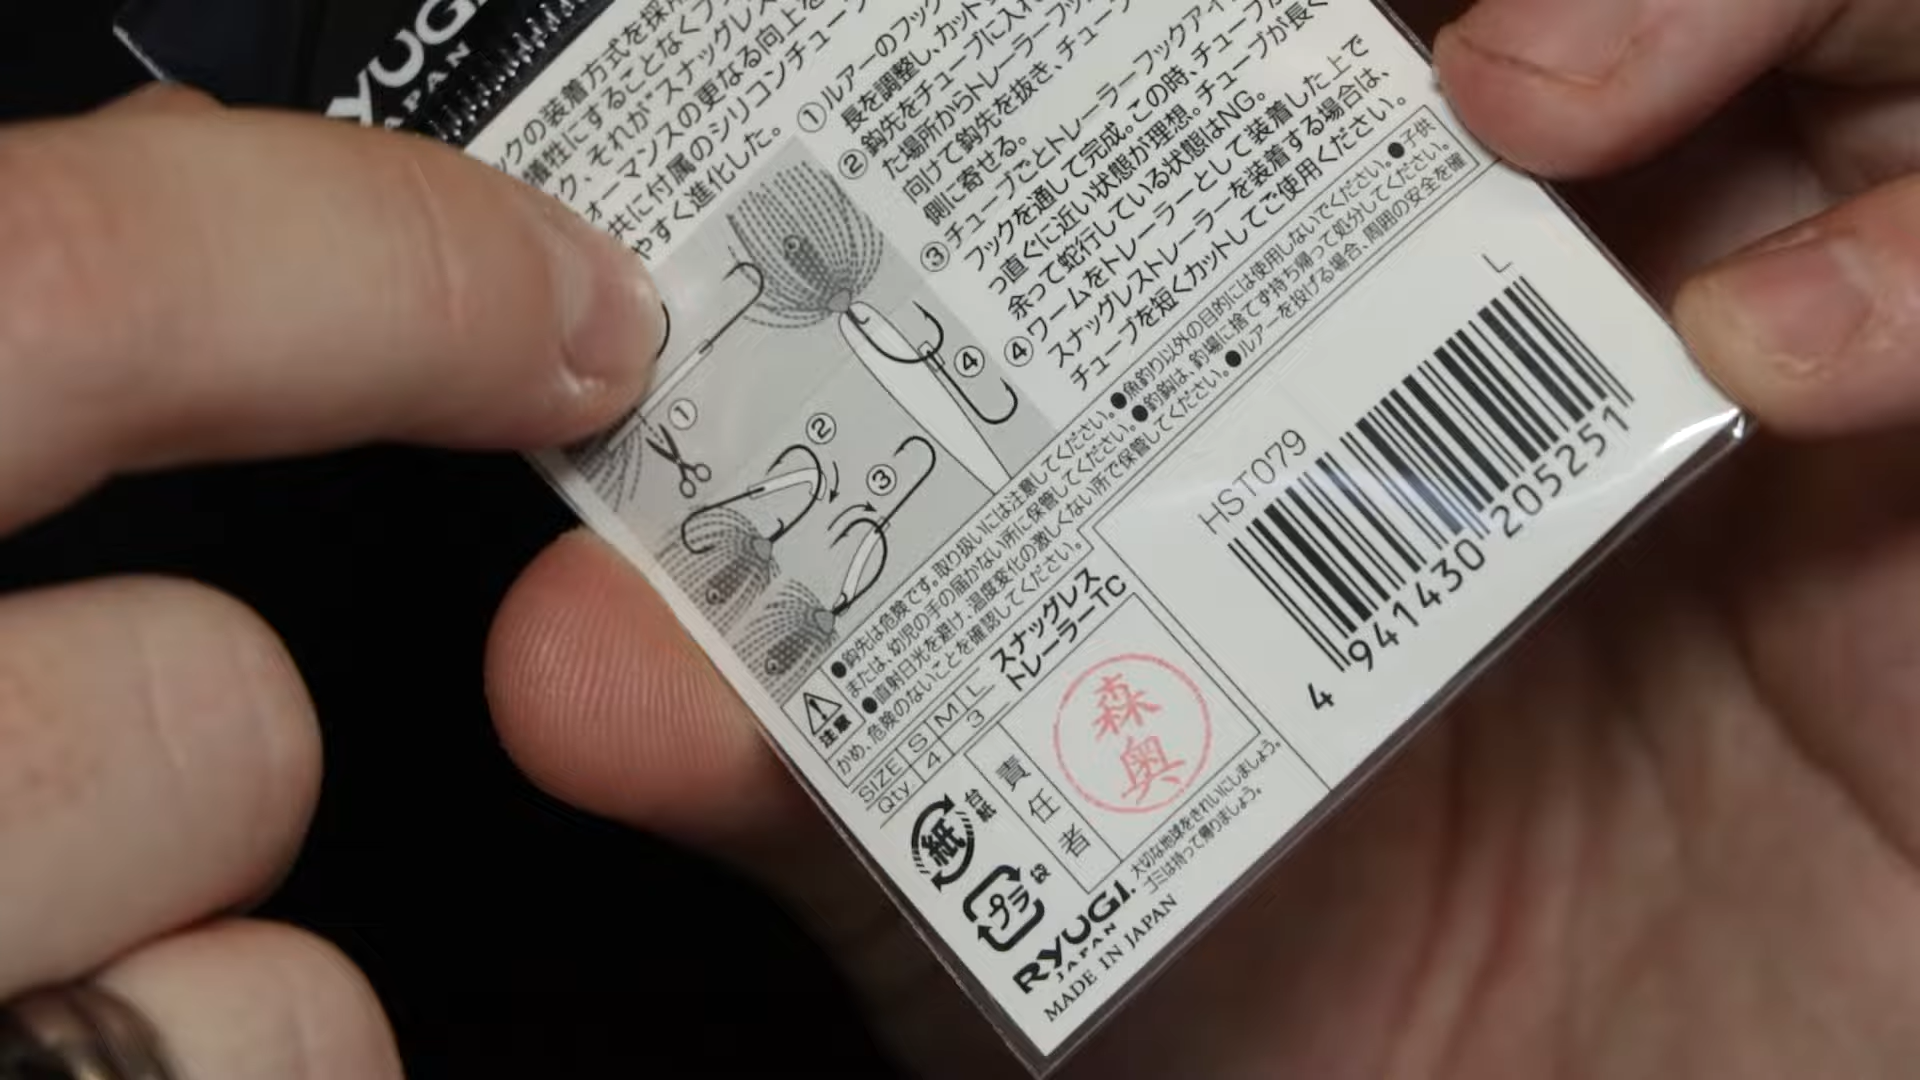 YUGI
APAN
ックの装着方式を採用
犠牲にすることなくフッ
ク、それが"スナッグレス
ォーマンスの更なる向上を
共に付属のシリコンチューブ
やすく進化した。
①ルアーのフック
長を調整し、カット
②鈎先をチューブに入れ
た場所からトレーラーフッ
向けて鈎先を抜き、チュー
側に寄せる。
③チューブごとトレーラーフックアイ
フックを通して完成。この時、チューブが
っ直ぐに近い状態が理想。チューブが長く
余って蛇行している状態はNG。
④ワームをトレーラーとして装着した上で
スナッグレストレーラーを装着する場合は、
チューブを短くカットしてご使用ください。
①
②
③
④
注意
●鈎先は危険です。取り扱いには注意してください。●魚釣り以外の目的には使用しないでください。●子供
または、幼児の手の届かない所に保管してください。●釣鈎は、釣場に捨てず持ち帰って処分してください。
●直射日光を避け、温度変化の激しくない所で保管してください。●ルアーを投げる場合、周囲の安全を確
かめ、危険のないことを確認してください。
SIZE S M L
Qty 4 3
スナッグレス
トレーラーTC
責任者
森奥
台紙
紙
袋
プラ
大切な地球をきれいにしましょう。
ゴミは持って帰りましょう。
RYUGI.
JAPAN
MADE IN JAPAN
HST079
L
4 941430 205251